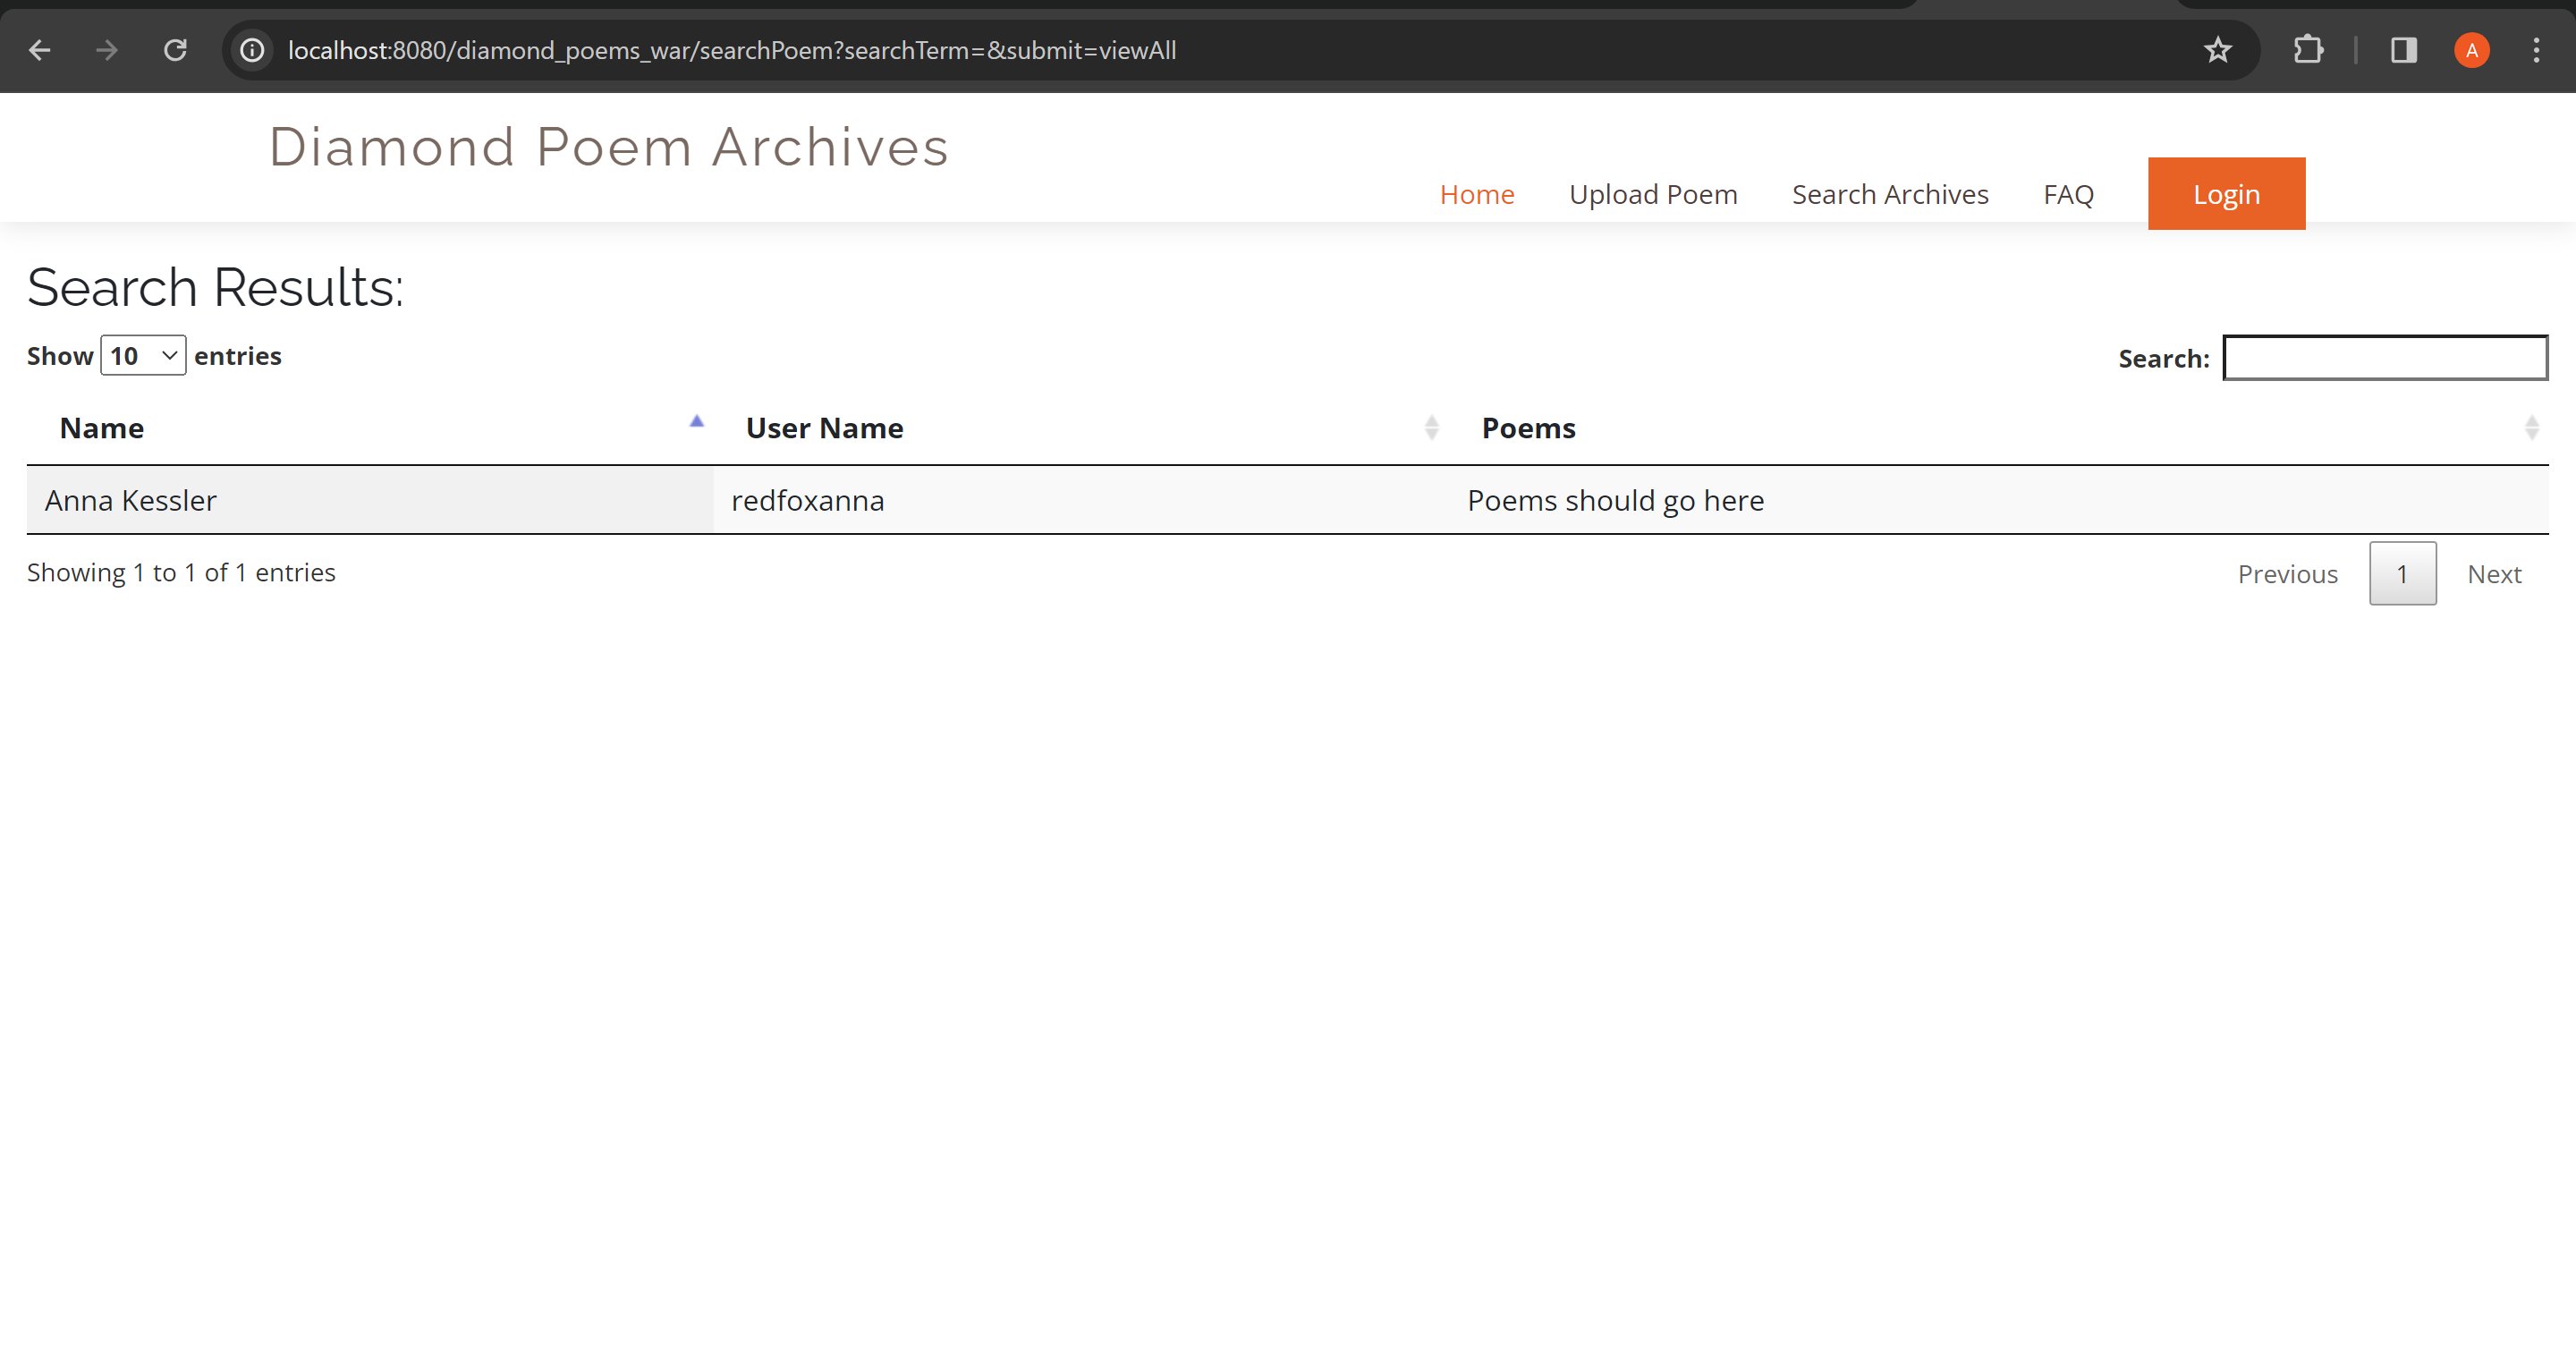 localhost:8080/diamond_poems_war/searchPoem?searchTerm=&submit=viewAll
A
Diamond Poem Archives
Home Upload Poem Search Archives FAQ Login
Search Results:
Show 10 entries Search:
Name User Name Poems
Anna Kessler redfoxanna Poems should go here
Showing 1 to 1 of 1 entries Previous 1 Next